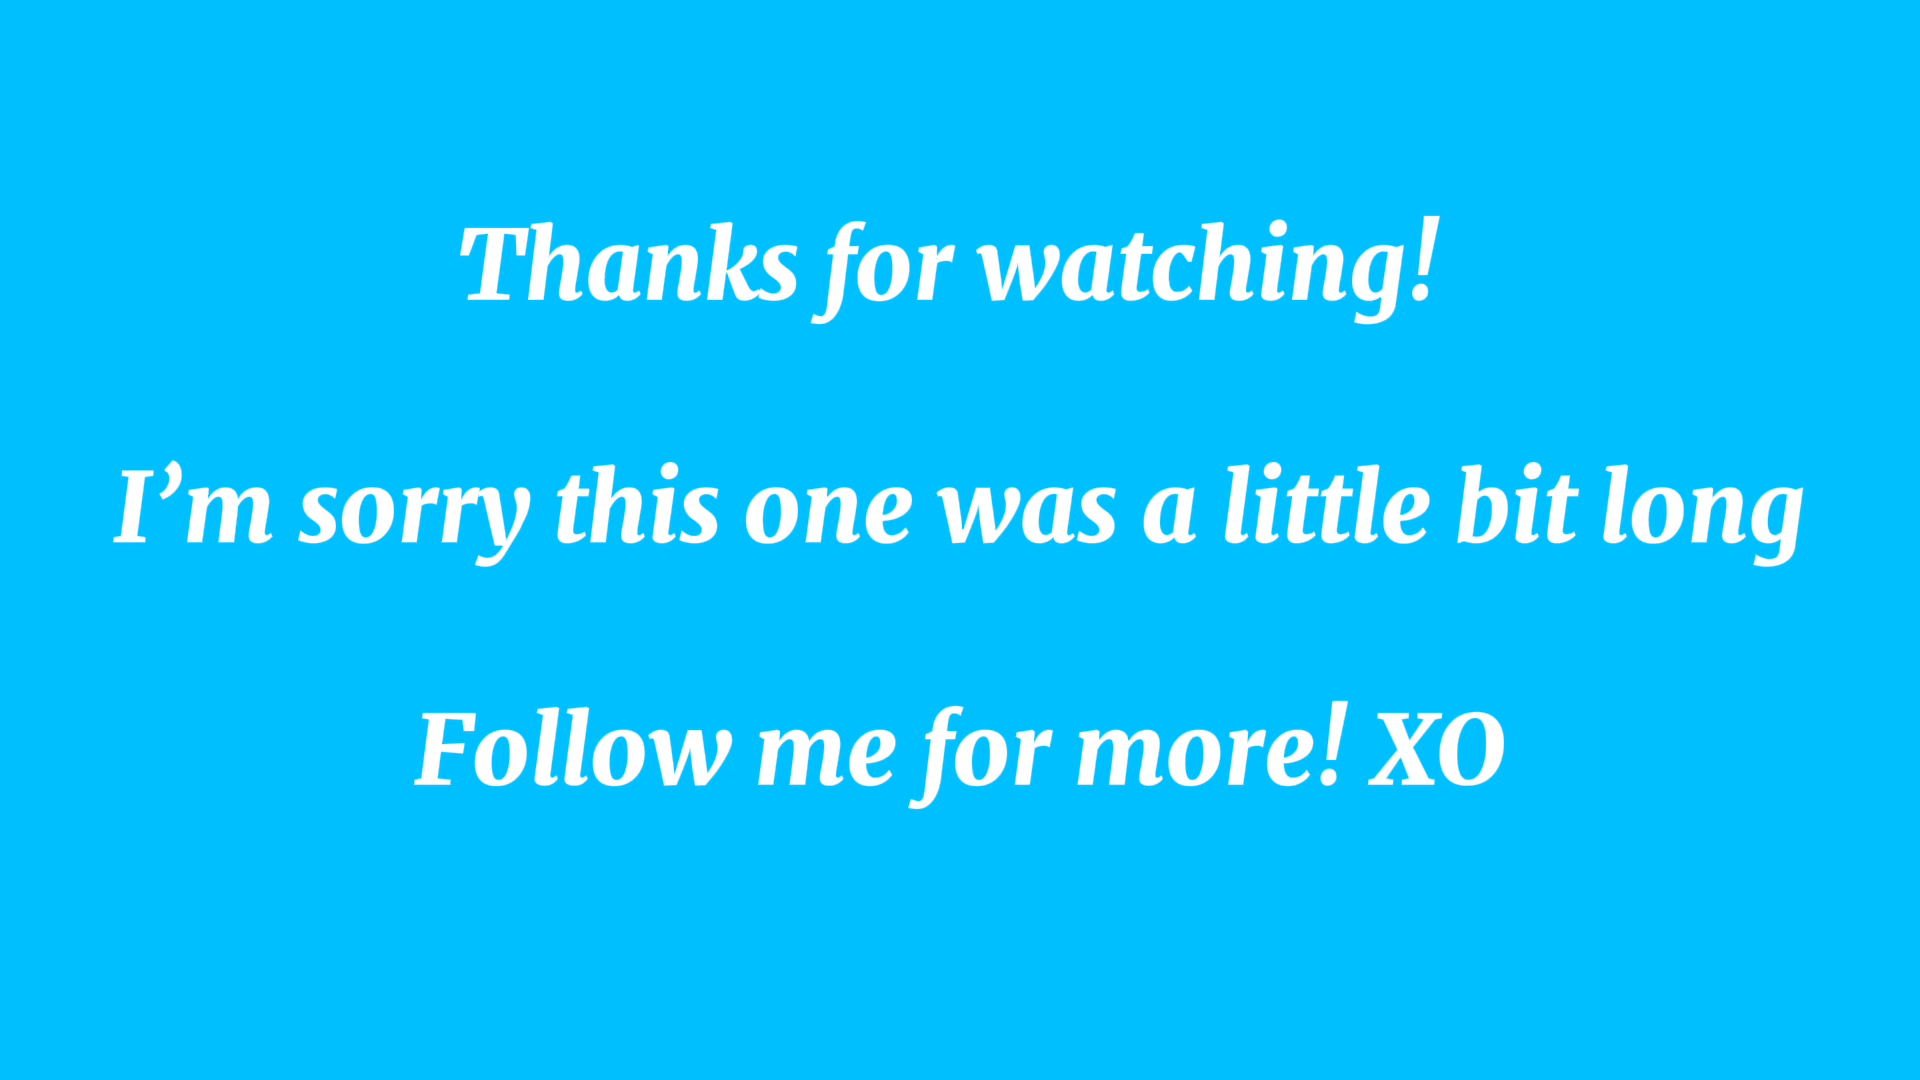 Thanks for watching!
I’m sorry this one was a little bit long
Follow me for more! XO